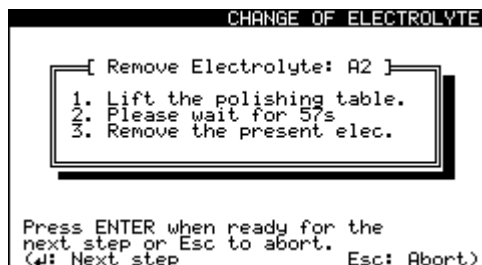 CHANGE OF ELECTROLYTE
[ Remove Electrolyte: A2 ]
1. Lift the polishing table.
2. Please wait for 57s
3. Remove the present elec.
Press ENTER when ready for the
next step or Esc to abort.
(↵: Next step Esc: Abort)